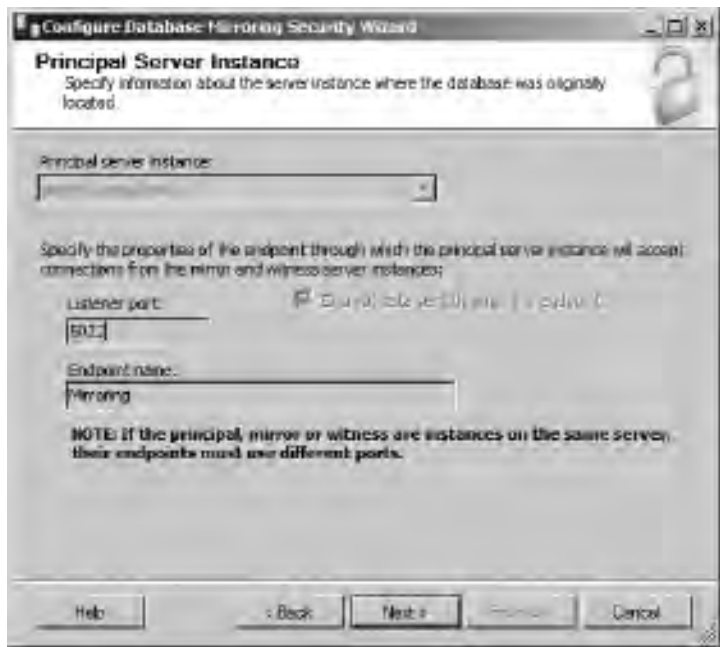 Configure Database Mirroring Security Wizard
Principal Server Instance
Specify information about the server instance where the database was originally
located.
Principal server instance:
Specify the properties of the endpoint through which the principal server instance will accept
connections from the mirror and witness server instances:
Listener port:
5022
Endpoint name:
Mirroring
NOTE: If the principal, mirror or witness are instances on the same server,
their endpoints must use different ports.
Help
< Back
Next >
Cancel